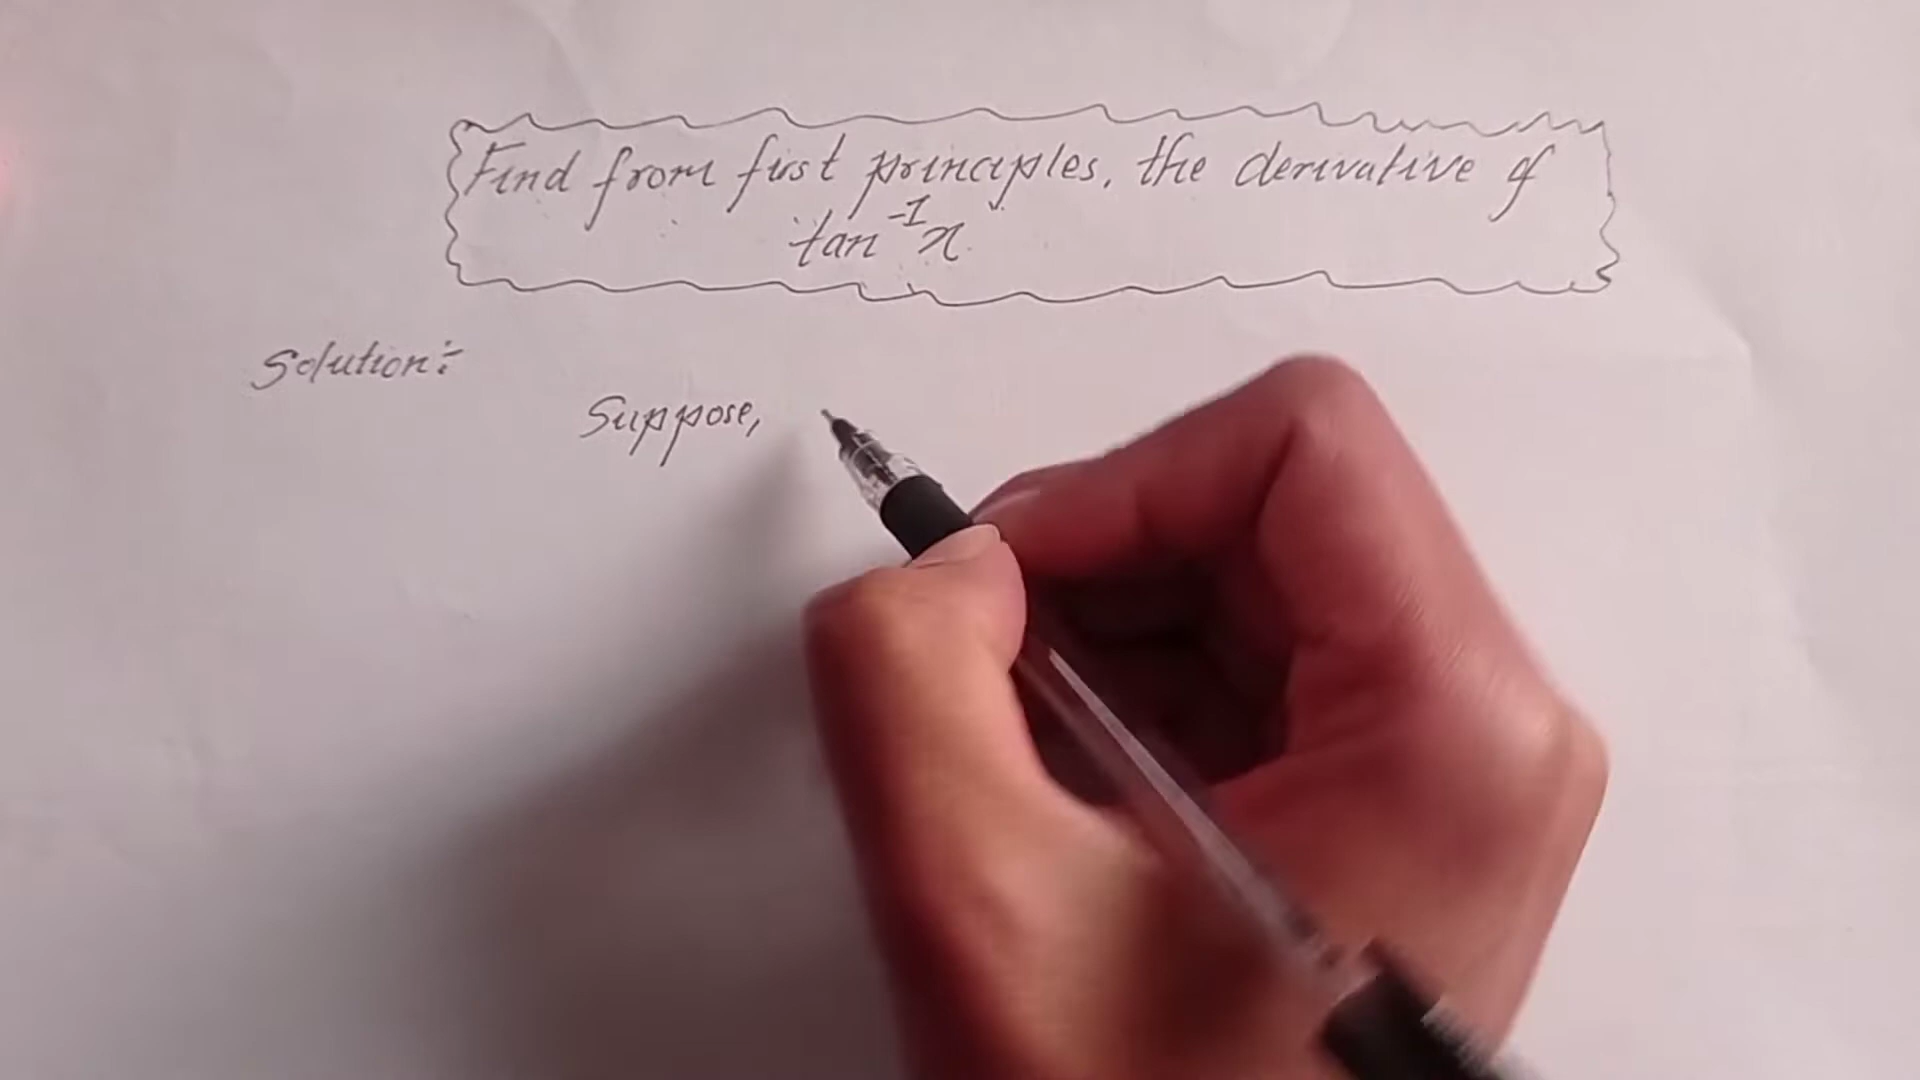 Find from first principles, the derivative of
tan⁻¹x
Solution:-
Suppose,